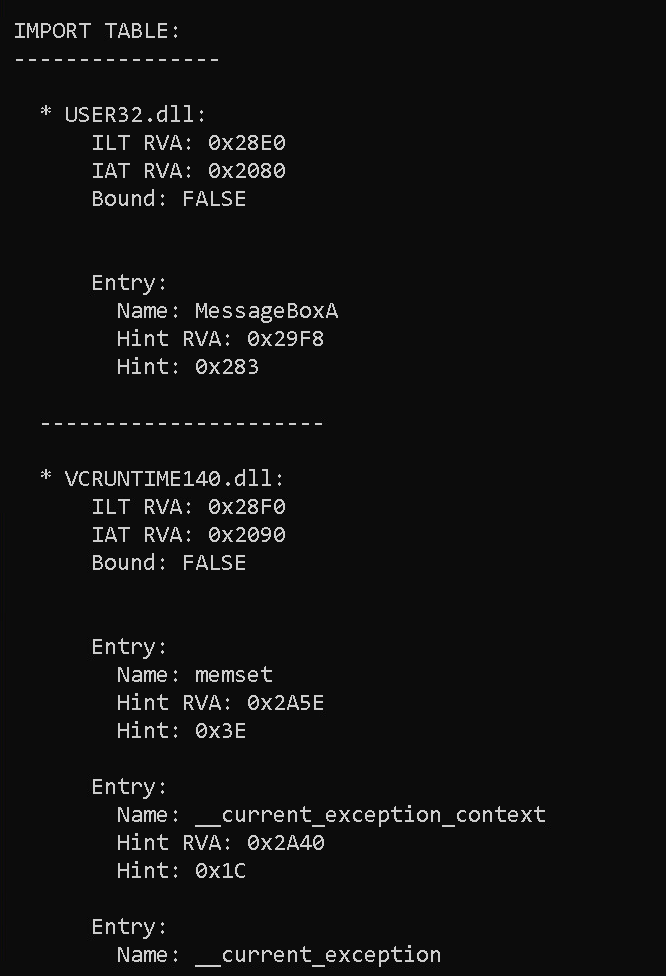 IMPORT TABLE:
----------------
* USER32.dll:
ILT RVA: 0x28E0
IAT RVA: 0x2080
Bound: FALSE
Entry:
Name: MessageBoxA
Hint RVA: 0x29F8
Hint: 0x283
----------------------
* VCRUNTIME140.dll:
ILT RVA: 0x28F0
IAT RVA: 0x2090
Bound: FALSE
Entry:
Name: memset
Hint RVA: 0x2A5E
Hint: 0x3E
Entry:
Name: __current_exception_context
Hint RVA: 0x2A40
Hint: 0x1C
Entry:
Name: __current_exception